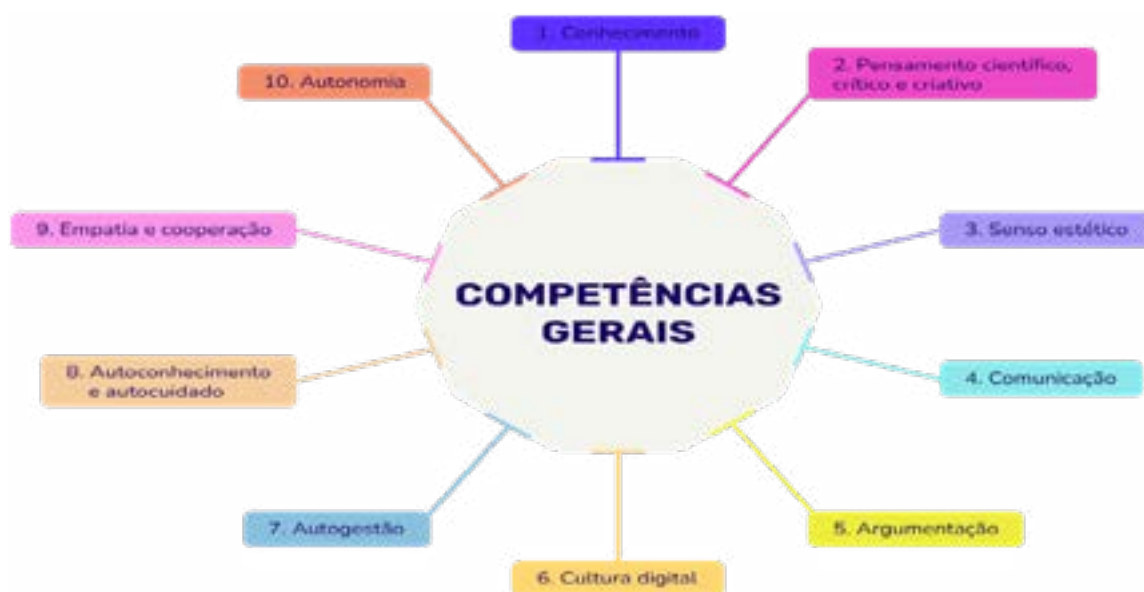 1. Conhecimento
2. Pensamento científico,
crítico e criativo
3. Senso estético
4. Comunicação
5. Argumentação
6. Cultura digital
7. Autogestão
8. Autoconhecimento
e autocuidado
9. Empatia e cooperação
10. Autonomia
COMPETÊNCIAS
GERAIS